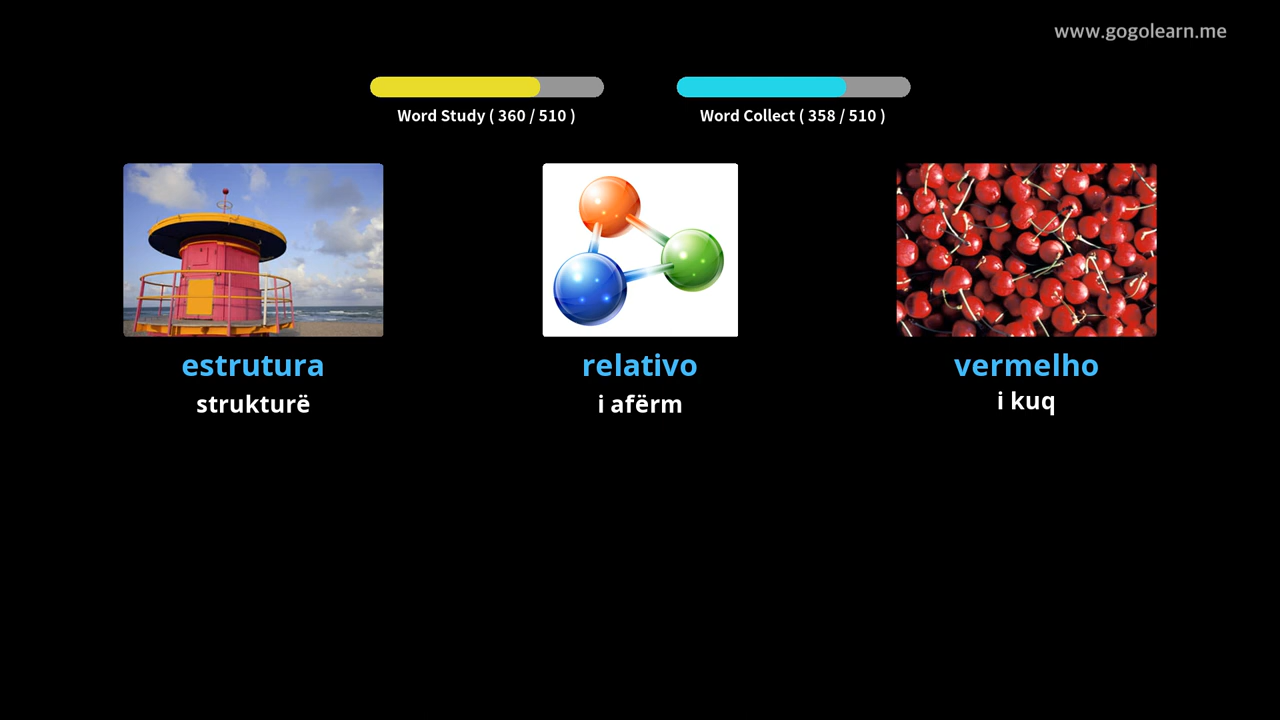 www.gogolearn.me
Word Study ( 360 / 510 )
Word Collect ( 358 / 510 )
estrutura
relativo
vermelho
strukturë
i afërm
i kuq